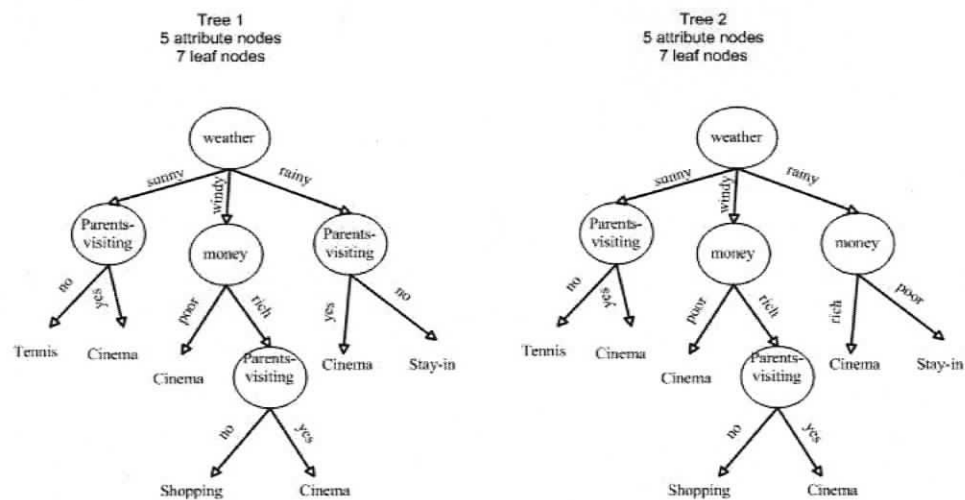 Tree 1
5 attribute nodes
7 leaf nodes
weather
sunny
windy
rainy
Parents-
visiting
money
Parents-
visiting
no
yes
poor
rich
yes
no
Tennis
Cinema
Cinema
Parents-
visiting
Cinema
Stay-in
no
yes
Shopping
Cinema
Tree 2
5 attribute nodes
7 leaf nodes
weather
sunny
windy
rainy
Parents-
visiting
money
money
no
yes
poor
rich
rich
poor
Tennis
Cinema
Cinema
Parents-
visiting
Cinema
Stay-in
no
yes
Shopping
Cinema